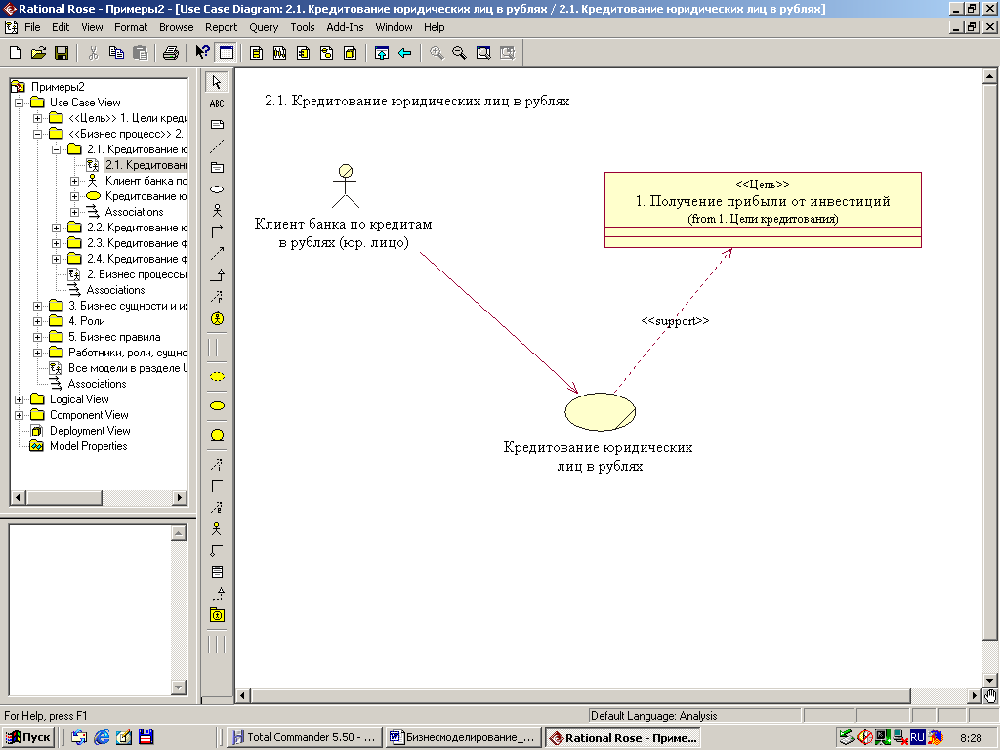 Rational Rose - Примеры2 - [Use Case Diagram: 2.1. Кредитование юридических лиц в рублях / 2.1. Кредитование юридических лиц в рублях]
File Edit View Format Browse Report Query Tools Add-Ins Window Help
Примеры2
Use Case View
<<Цель>> 1. Цели креди
<<Бизнес процесс>> 2.
2.1. Кредитование ю
2.1. Кредитовани
Клиент банка по
Кредитование ю
Associations
2.2. Кредитование ю
2.3. Кредитование ф
2.4. Кредитование ф
2. Бизнес процессы
Associations
3. Бизнес сущности и их
4. Роли
5. Бизнес правила
Работники, роли, сущно
Все модели в разделе U
Associations
Logical View
Component View
Deployment View
Model Properties
ABC
2.1. Кредитование юридических лиц в рублях
Клиент банка по кредитам
в рублях (юр. лицо)
<<Цель>>
1. Получение прибыли от инвестиций
(from 1. Цели кредитования)
<<support>>
Кредитование юридических
лиц в рублях
For Help, press F1
Default Language: Analysis
Пуск
Total Commander 5.50 - ...
Бизнесмоделирование_...
Rational Rose - Приме...
RU
8:28